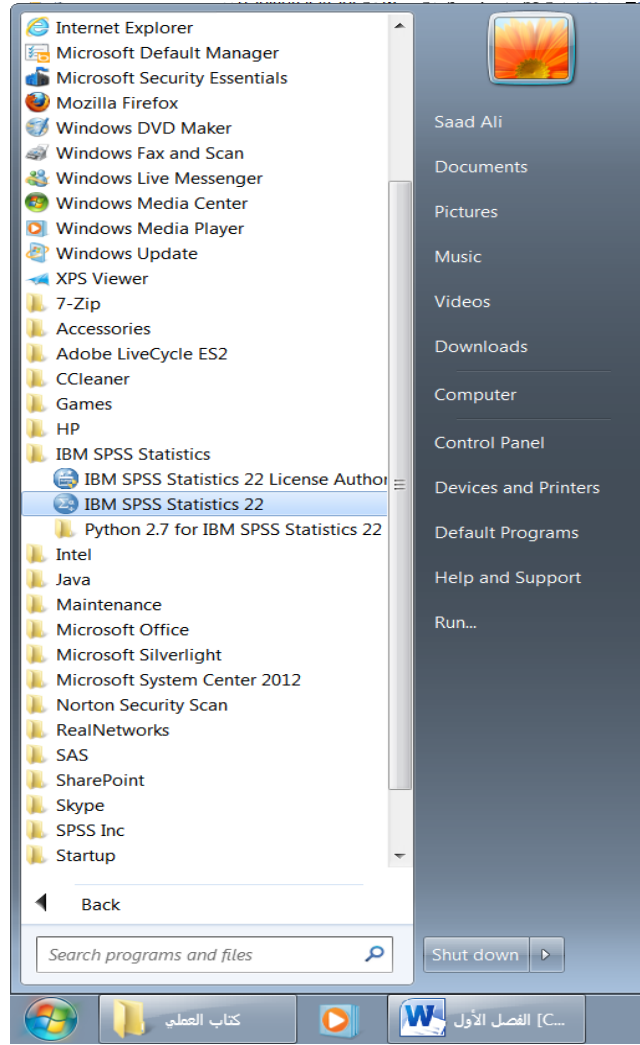 Internet Explorer
Microsoft Default Manager
Microsoft Security Essentials
Mozilla Firefox
Windows DVD Maker
Windows Fax and Scan
Windows Live Messenger
Windows Media Center
Windows Media Player
Windows Update
XPS Viewer
7-Zip
Accessories
Adobe LiveCycle ES2
CCleaner
Games
HP
IBM SPSS Statistics
IBM SPSS Statistics 22 License Author
IBM SPSS Statistics 22
Python 2.7 for IBM SPSS Statistics 22
Intel
Java
Maintenance
Microsoft Office
Microsoft Silverlight
Microsoft System Center 2012
Norton Security Scan
RealNetworks
SAS
SharePoint
Skype
SPSS Inc
Startup
Back
Search programs and files
Saad Ali
Documents
Pictures
Music
Videos
Downloads
Computer
Control Panel
Devices and Printers
Default Programs
Help and Support
Run...
Shut down
كتاب العملي
الفصل الأول [C...